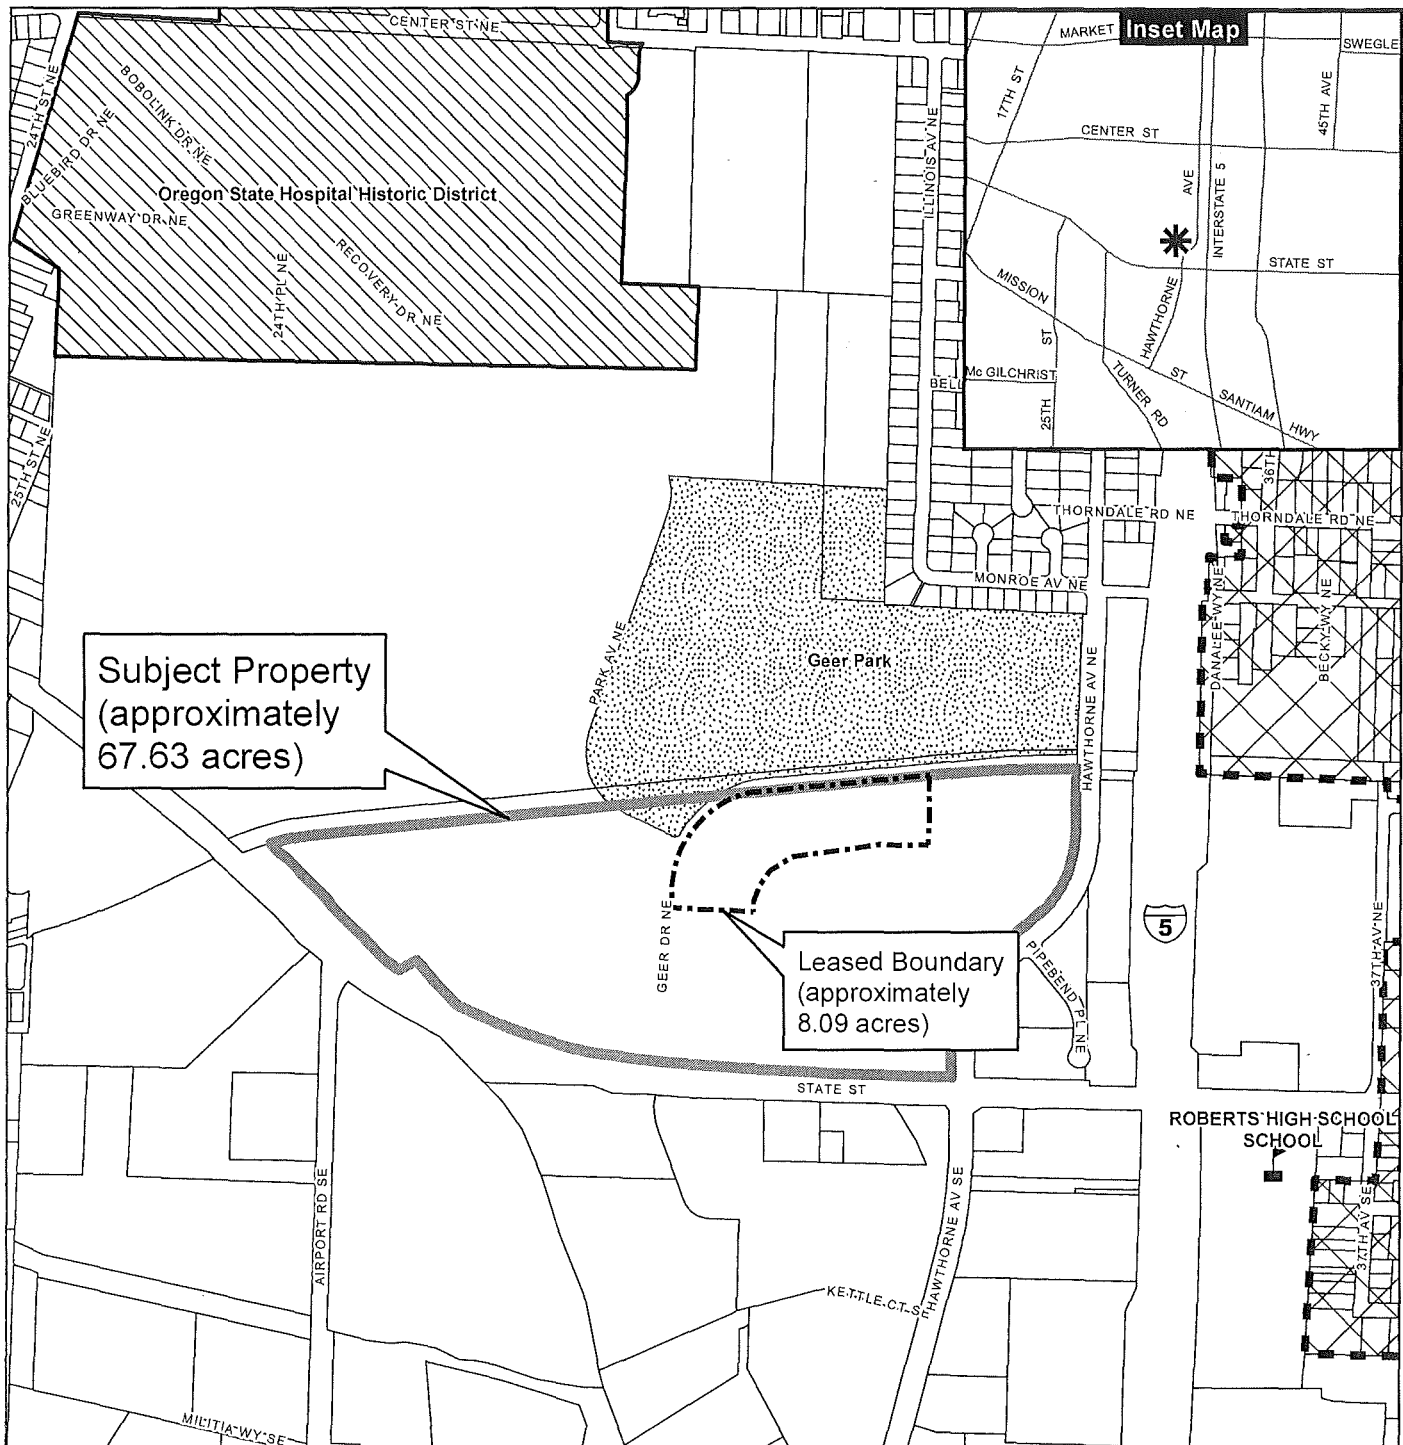 CENTER ST NE
24TH ST NE
BOBOLINK DR NE
BLUEBIRD DR NE
Oregon State Hospital Historic District
GREENWAY DR NE
24TH PL NE
RECOVERY DR NE
25TH ST NE
ILLINOIS AV NE
BELL
Inset Map
MARKET
SWEGLE
17TH ST
45TH AVE
CENTER ST
AVE
INTERSTATE 5
STATE ST
MISSION
ST
HAWTHORNE
Mc GILCHRIST
25TH
ST
TURNER RD
SANTIAM
HWY
36TH
THORNDALE RD NE
THORNDALE RD NE
MONROE AV NE
DANALEE WY NE
BECKY WY NE
PARK AV NE
Geer Park
HAWTHORNE AV NE
Subject Property
(approximately
67.63 acres)
GEER DR NE
Leased Boundary
(approximately
8.09 acres)
PIPEBEND PL NE
5
37TH AV NE
STATE ST
ROBERTS HIGH SCHOOL
SCHOOL
AIRPORT RD SE
HAWTHORNE AV SE
37TH AV SE
KETTLE CT SE
MILITIA WY SE